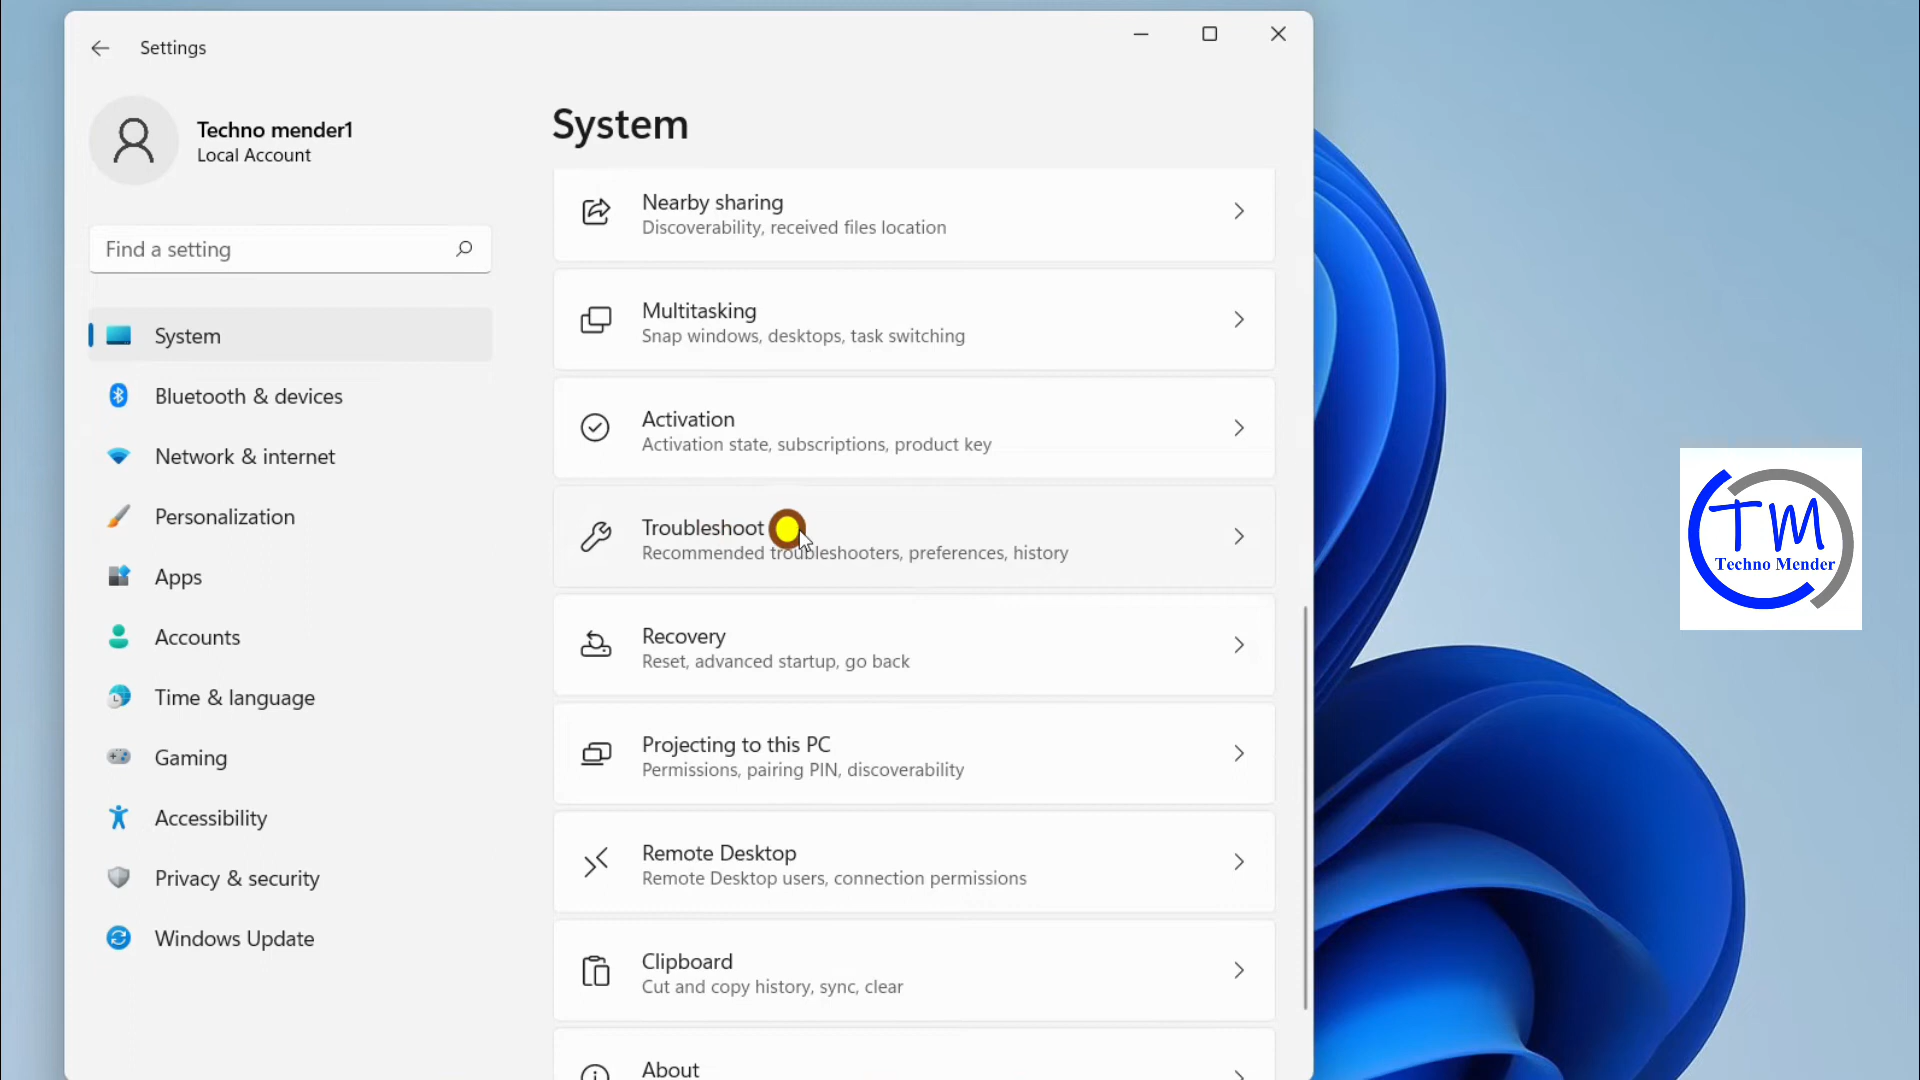 Settings
Techno mender1
Local Account
Find a setting
System
Bluetooth & devices
Network & internet
Personalization
Apps
Accounts
Time & language
Gaming
Accessibility
Privacy & security
Windows Update
System
Nearby sharing
Discoverability, received files location
Multitasking
Snap windows, desktops, task switching
Activation
Activation state, subscriptions, product key
Troubleshoot
Recommended troubleshooters, preferences, history
Recovery
Reset, advanced startup, go back
Projecting to this PC
Permissions, pairing PIN, discoverability
Remote Desktop
Remote Desktop users, connection permissions
Clipboard
Cut and copy history, sync, clear
About
TM
Techno Mender